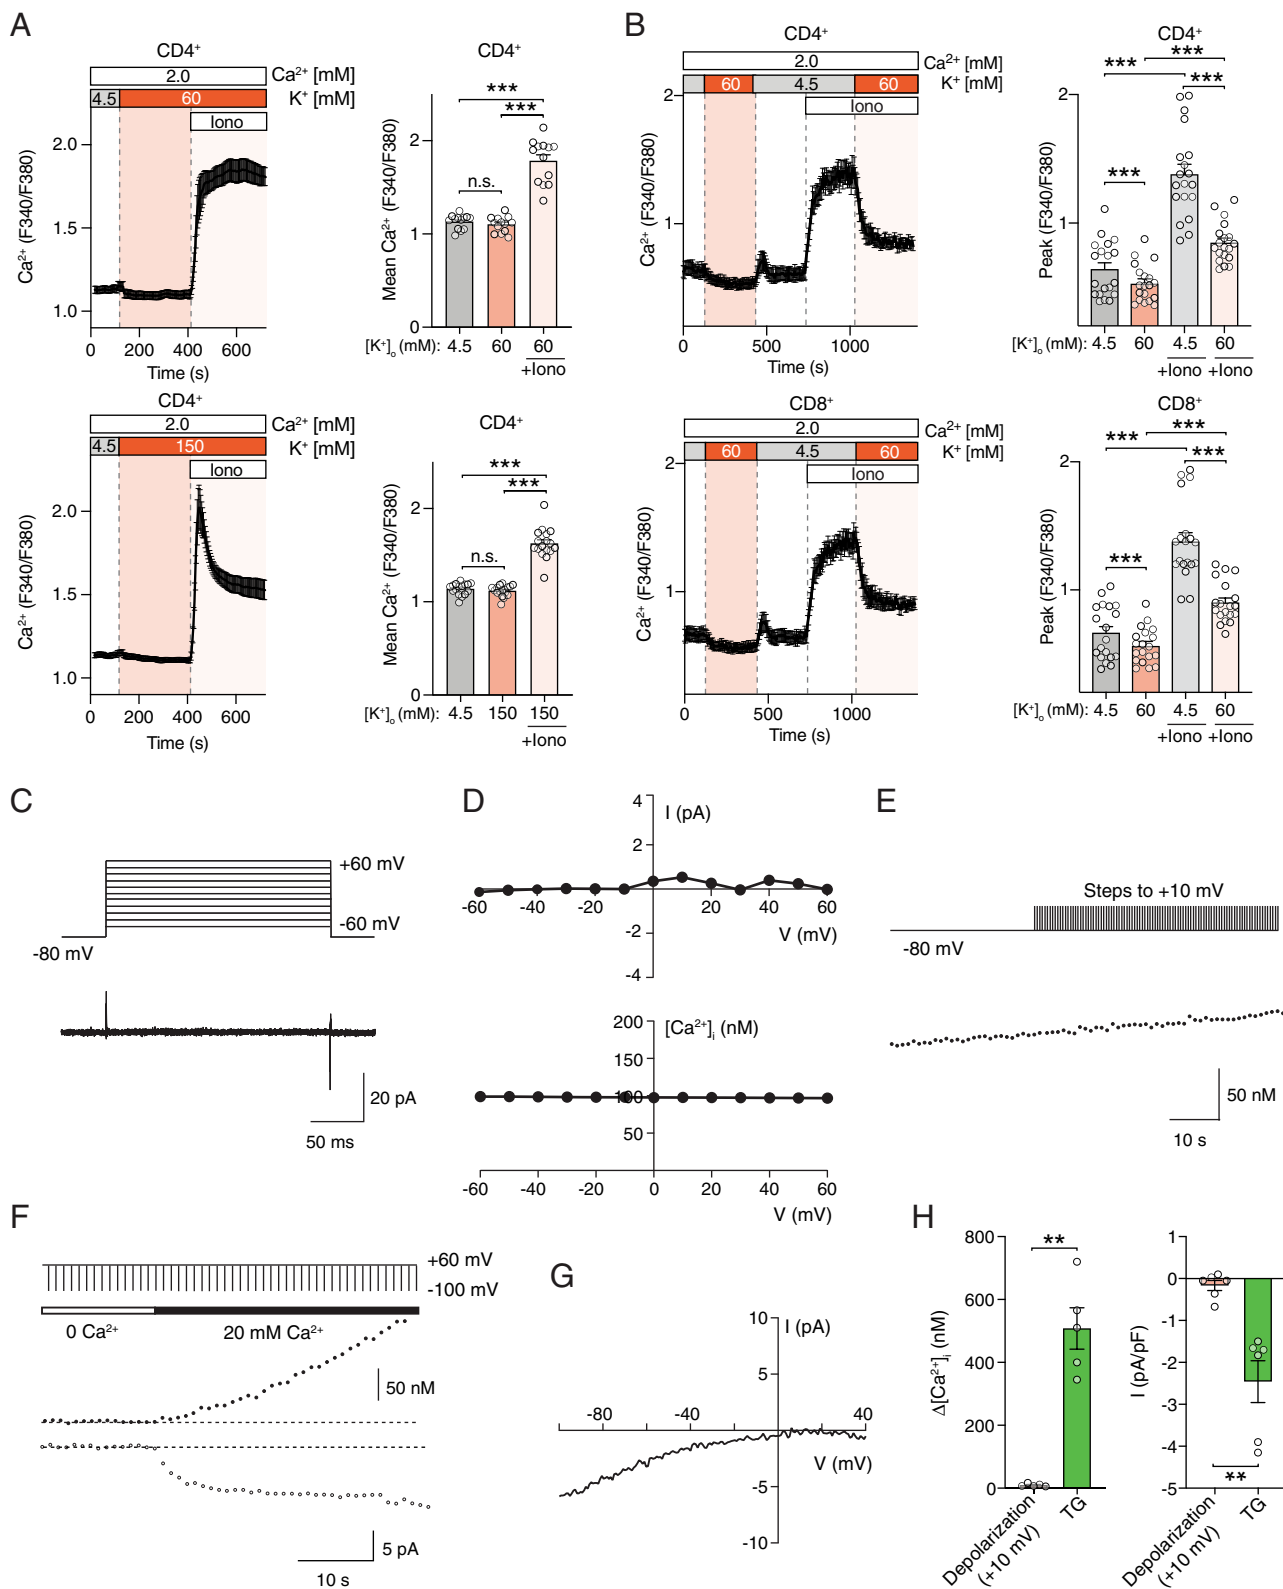 A
CD4⁺
2.0
Ca²⁺ [mM]
4.5
60
K⁺ [mM]
Iono
2.0
1.5
1.0
Ca²⁺ (F340/F380)
0
200
400
600
Time (s)
CD4⁺
***
***
n.s.
2
1
0
Mean Ca²⁺ (F340/F380)
[K⁺]ₒ (mM): 4.5 60 60
+Iono
CD4⁺
2.0
Ca²⁺ [mM]
4.5
150
K⁺ [mM]
Iono
2.0
1.5
1.0
Ca²⁺ (F340/F380)
0
200
400
600
Time (s)
CD4⁺
***
***
n.s.
2
1
0
Mean Ca²⁺ (F340/F380)
[K⁺]ₒ (mM): 4.5 150 150
+Iono
B
CD4⁺
2.0
Ca²⁺ [mM]
60
4.5
60
K⁺ [mM]
Iono
2
1
Ca²⁺ (F340/F380)
0
500
1000
Time (s)
CD4⁺
***
***
***
***
2
1
Peak (F340/F380)
[K⁺]ₒ (mM): 4.5 60 4.5 60
+Iono +Iono
CD8⁺
2.0
Ca²⁺ [mM]
60
4.5
60
K⁺ [mM]
Iono
2
1
Ca²⁺ (F340/F380)
0
500
1000
Time (s)
CD8⁺
***
***
***
***
2
1
Peak (F340/F380)
[K⁺]ₒ (mM): 4.5 60 4.5 60
+Iono +Iono
C
+60 mV
-60 mV
-80 mV
20 pA
50 ms
D
4
2
-2
-4
I (pA)
-60 -40 -20 20 40 60
V (mV)
200
150
100
50
[Ca²⁺]ᵢ (nM)
-60 -40 -20 0 20 40 60
V (mV)
E
Steps to +10 mV
-80 mV
50 nM
10 s
F
+60 mV
-100 mV
0 Ca²⁺
20 mM Ca²⁺
50 nM
5 pA
10 s
G
10
5
0
-5
-10
I (pA)
-80 -40 40
V (mV)
H
800
600
400
200
0
Δ[Ca²⁺]ᵢ (nM)
**
Depolarization
(+10 mV)
TG
1
0
-1
-2
-3
-4
-5
I (pA/pF)
**
Depolarization
(+10 mV)
TG